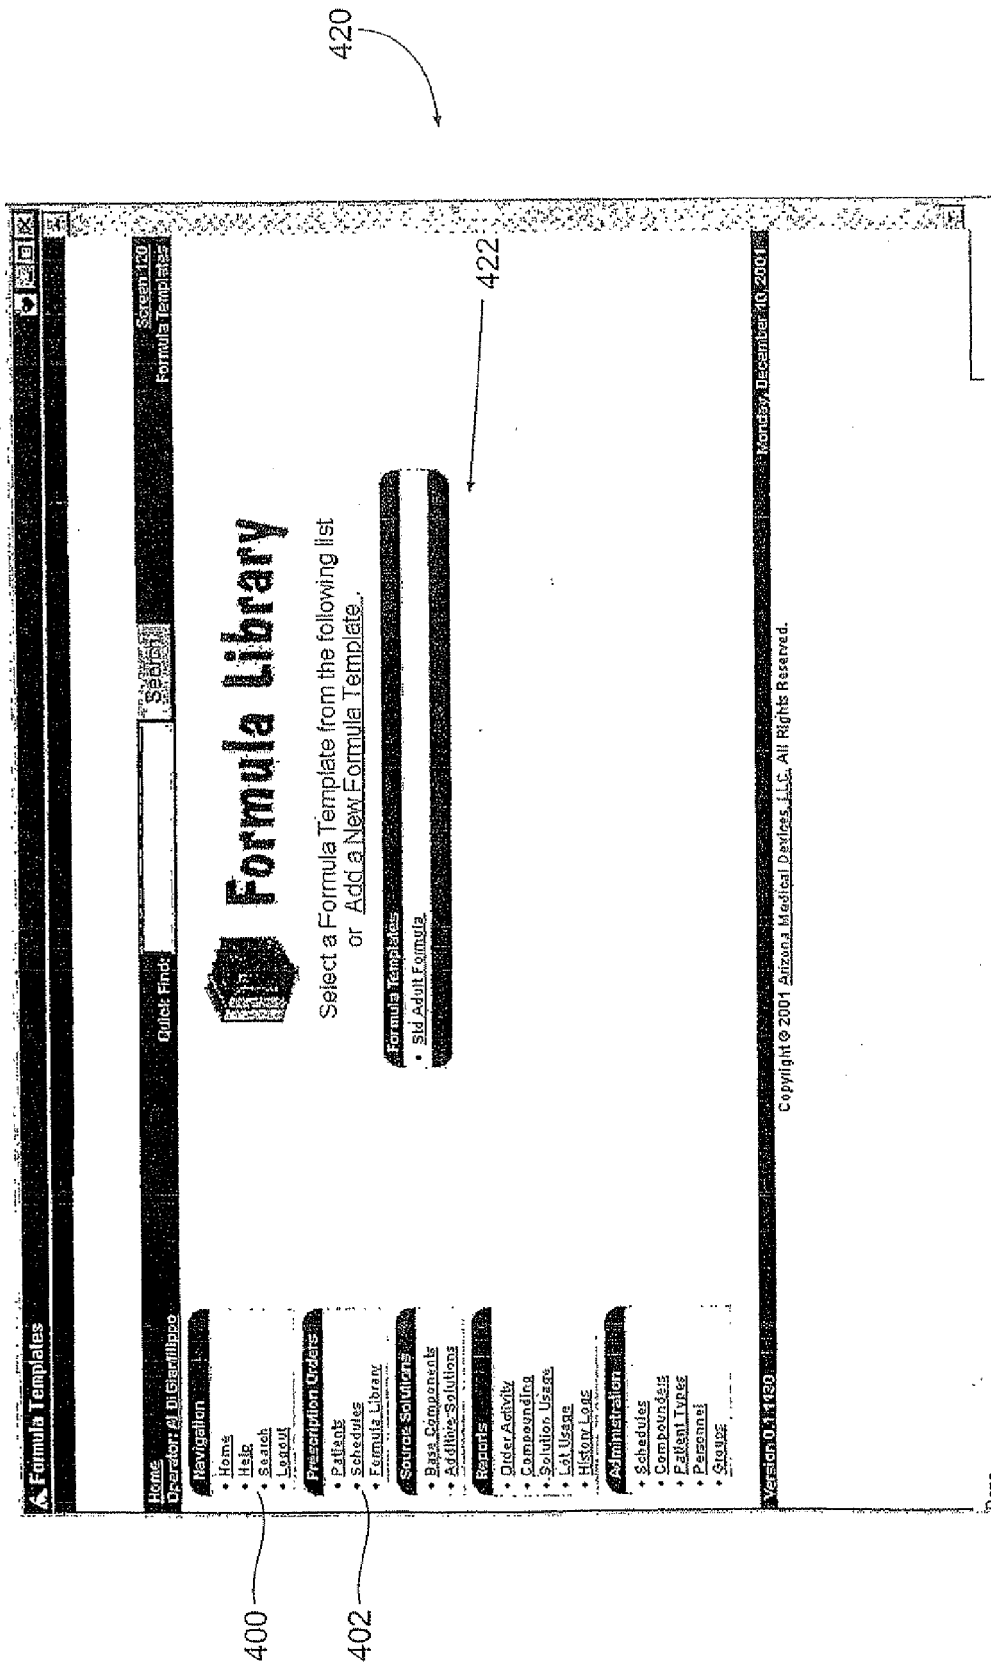 420
Formula Templates
Home
Screen 120
Operator: Al DiGianfilippo
Quick Find:
Search
Formula Templates
Navigation
• Home
• Help
• Search
• Logout
Prescription Orders
• Patients
• Schedules
• Formula Library
Source Solutions
• Base Components
• Additive Solutions
Reports
• Order Activity
• Compounding
• Solution Usage
• Lot Usage
• History Logs
Administration
• Schedules
• Compounders
• Patient Types
• Personnel
• Groups
Formula Library
Select a Formula Template from the following list
or Add a New Formula Template.
Formula Templates
• Std Adult Formula
422
400
402
Monday, December 10, 2001
Copyright © 2001 Arizona Medical Devices, LLC. All Rights Reserved.